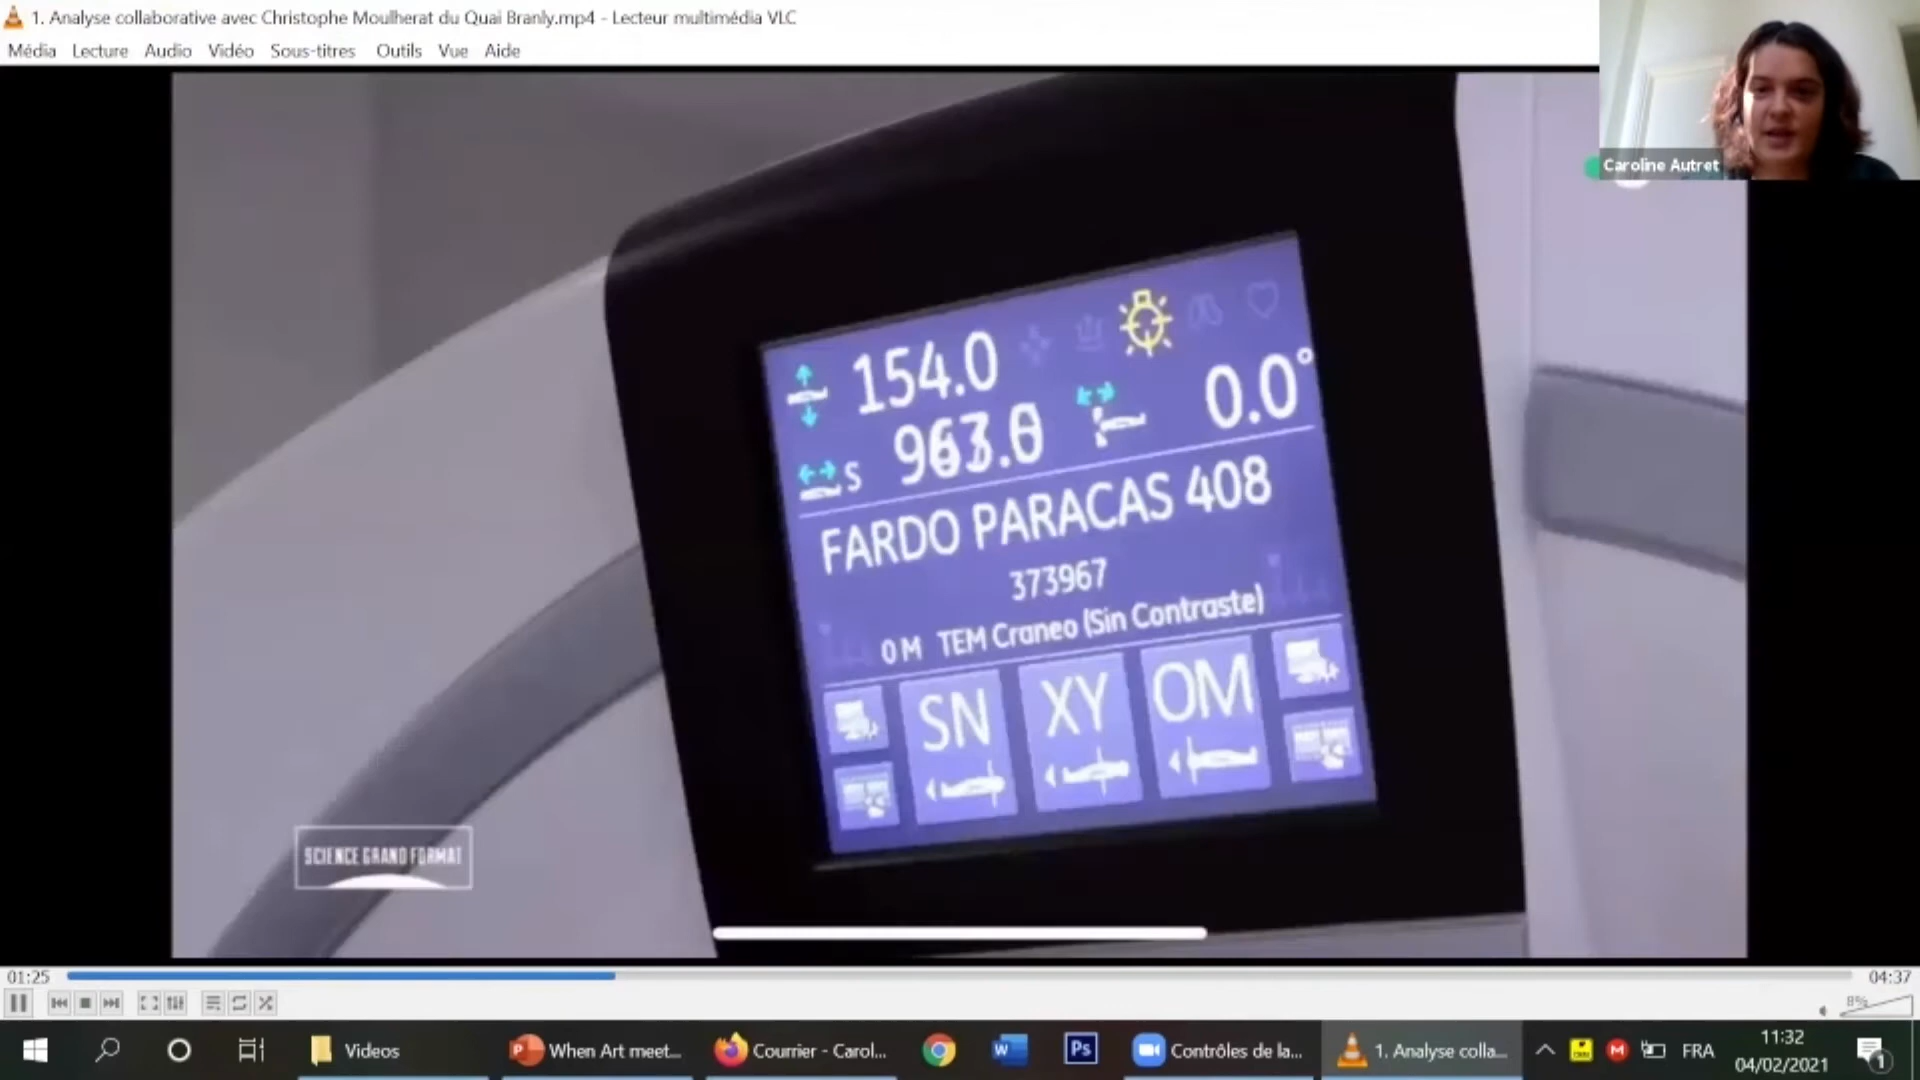 1. Analyse collaborative avec Christophe Moulherat du Quai Branly.mp4 - Lecteur multimédia VLC
Média Lecture Audio Vidéo Sous-titres Outils Vue Aide
Caroline Autret
154.0
S
0.0°
FARDO PARACAS 408
373967
0 M TEM Craneo (Sin Contraste)
SN XY OM
SCIENCE GRAND FORMAT
01:25
04:37
8%
Videos
When Art meet...
Courrier - Carol...
W
Ps
Contrôles de la...
1. Analyse colla...
FRA
11:32
04/02/2021
1